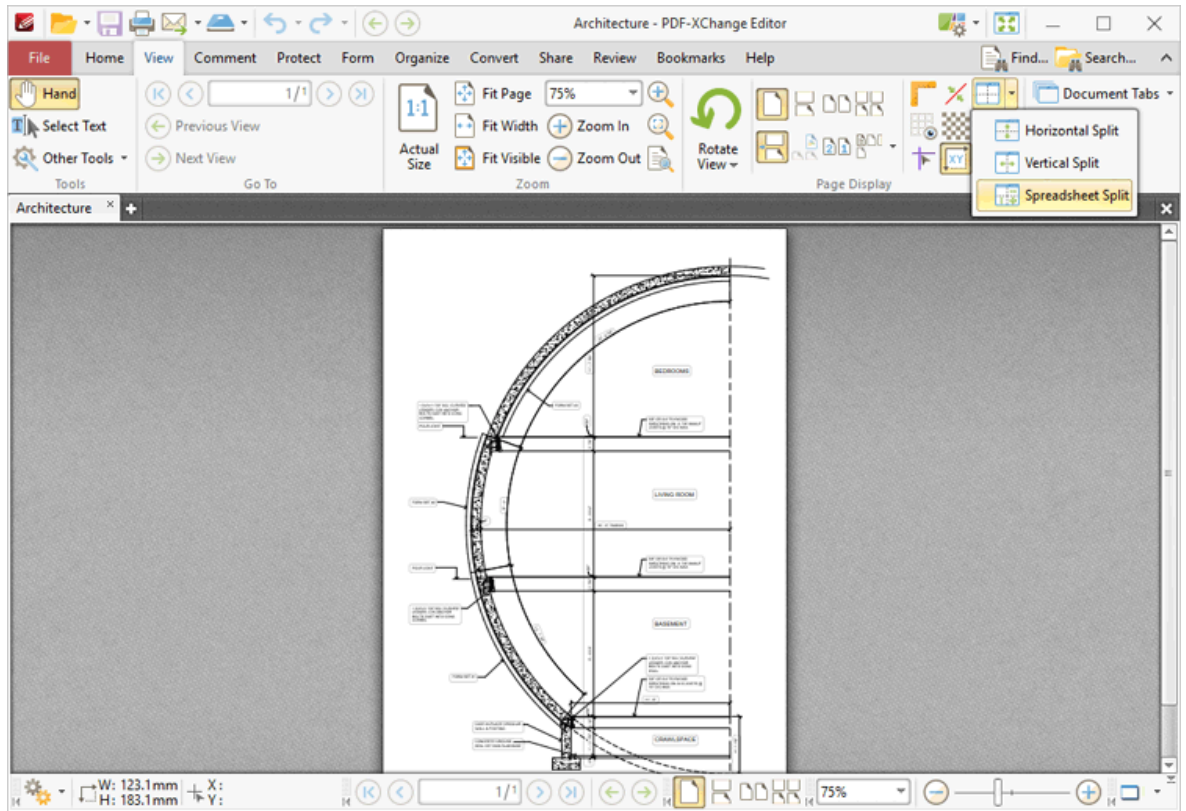 Architecture - PDF-XChange Editor
File Home View Comment Protect Form Organize Convert Share Review Bookmarks Help Find... Search...
Hand
Select Text
Other Tools
Tools
1/1
Previous View
Next View
Go To
1:1
Actual Size
Fit Page 75%
Fit Width Zoom In
Fit Visible Zoom Out
Zoom
Rotate View
Page Display
XY
Document Tabs
Horizontal Split
Vertical Split
Spreadsheet Split
Architecture
BEDROOMS
LIVING ROOM
BASEMENT
CRAWLSPACE
W: 123.1mm X:
H: 183.1mm Y:
1/1
75%